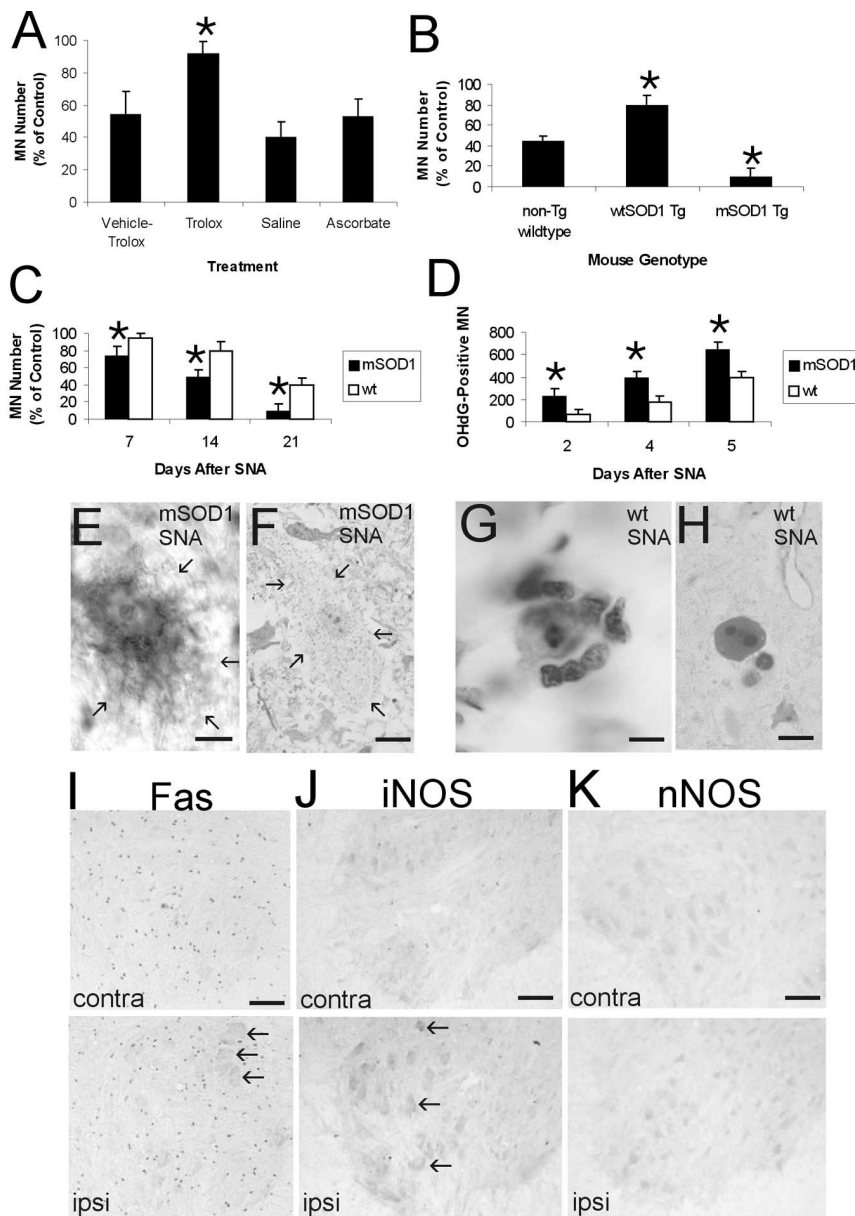 A
MN Number
(% of Control)
100
80
60
40
20
0
*
Vehicle-
Trolox
Trolox
Saline
Ascorbate
Treatment
B
MN Number
(% of Control)
100
80
60
40
20
0
*
*
non-Tg
wildtype
wtSOD1 Tg
mSOD1 Tg
Mouse Genotype
C
MN Number
(% of Control)
100
80
60
40
20
0
*
*
*
7
14
21
Days After SNA
mSOD1
wt
D
OHdG-Positive MN
800
600
400
200
0
*
*
*
2
4
5
Days After SNA
mSOD1
wt
E
mSOD1
SNA
F
mSOD1
SNA
G
wt
SNA
H
wt
SNA
I
Fas
J
iNOS
K
nNOS
contra
contra
contra
ipsi
ipsi
ipsi